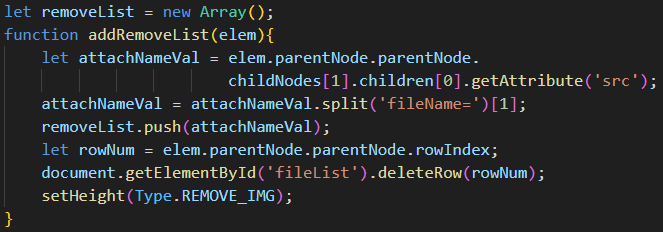 let removeList = new Array();
function addRemoveList(elem){
let attachNameVal = elem.parentNode.parentNode.
childNodes[1].children[0].getAttribute('src');
attachNameVal = attachNameVal.split('fileName=')[1];
removeList.push(attachNameVal);
let rowNum = elem.parentNode.parentNode.rowIndex;
document.getElementById('fileList').deleteRow(rowNum);
setHeight(Type.REMOVE_IMG);
}